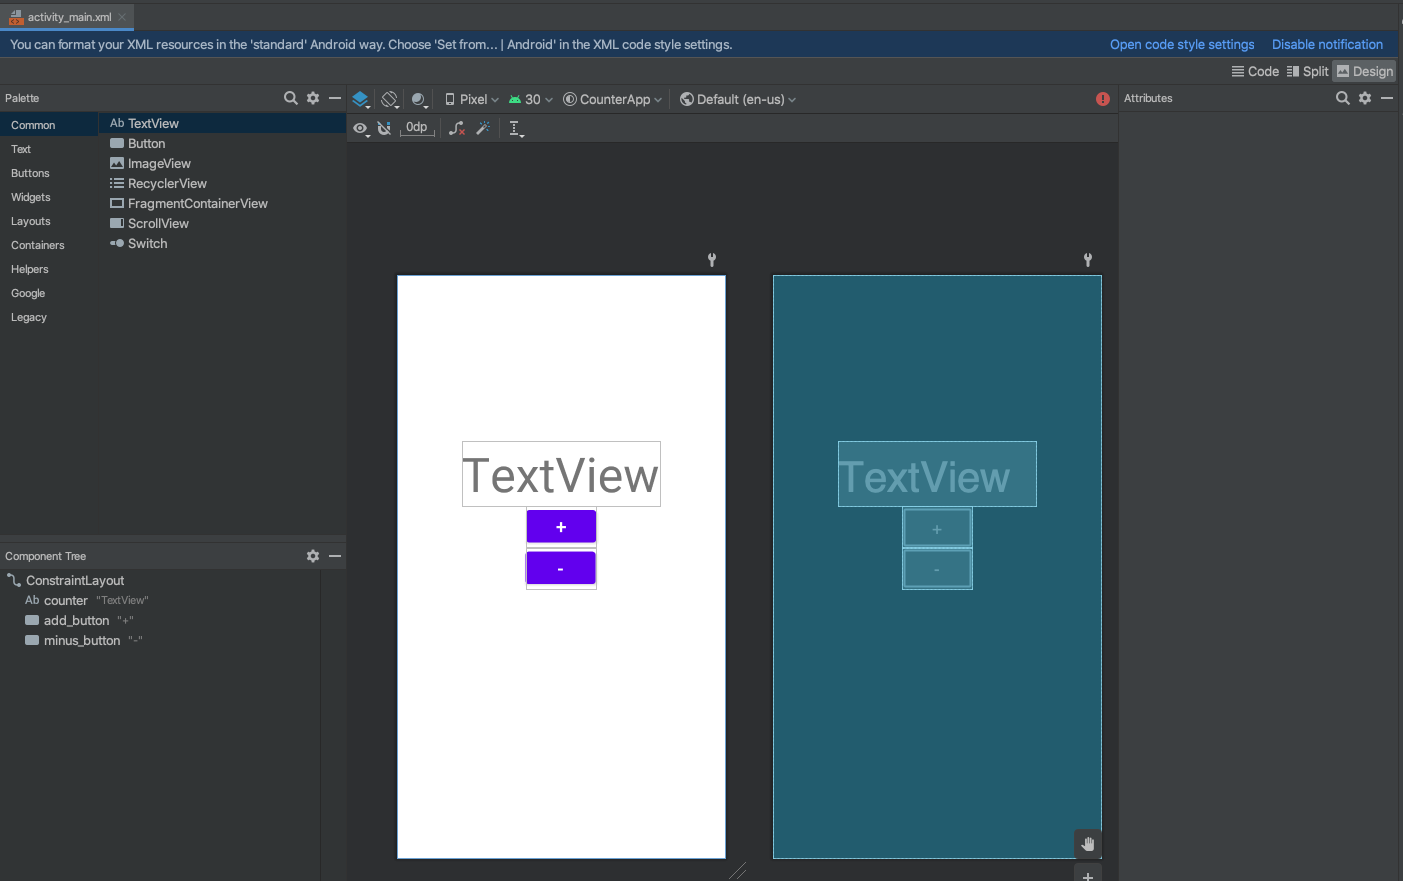 activity_main.xml
You can format your XML resources in the 'standard' Android way. Choose 'Set from... | Android' in the XML code style settings.
Open code style settings
Disable notification
Code
Split
Design
Palette
Pixel
30
CounterApp
Default (en-us)
Attributes
Common
Text
Buttons
Widgets
Layouts
Containers
Helpers
Google
Legacy
Ab TextView
Button
ImageView
RecyclerView
FragmentContainerView
ScrollView
Switch
0dp
TextView
+
-
TextView
+
-
Component Tree
ConstraintLayout
Ab counter "TextView"
add_button "+"
minus_button "-"